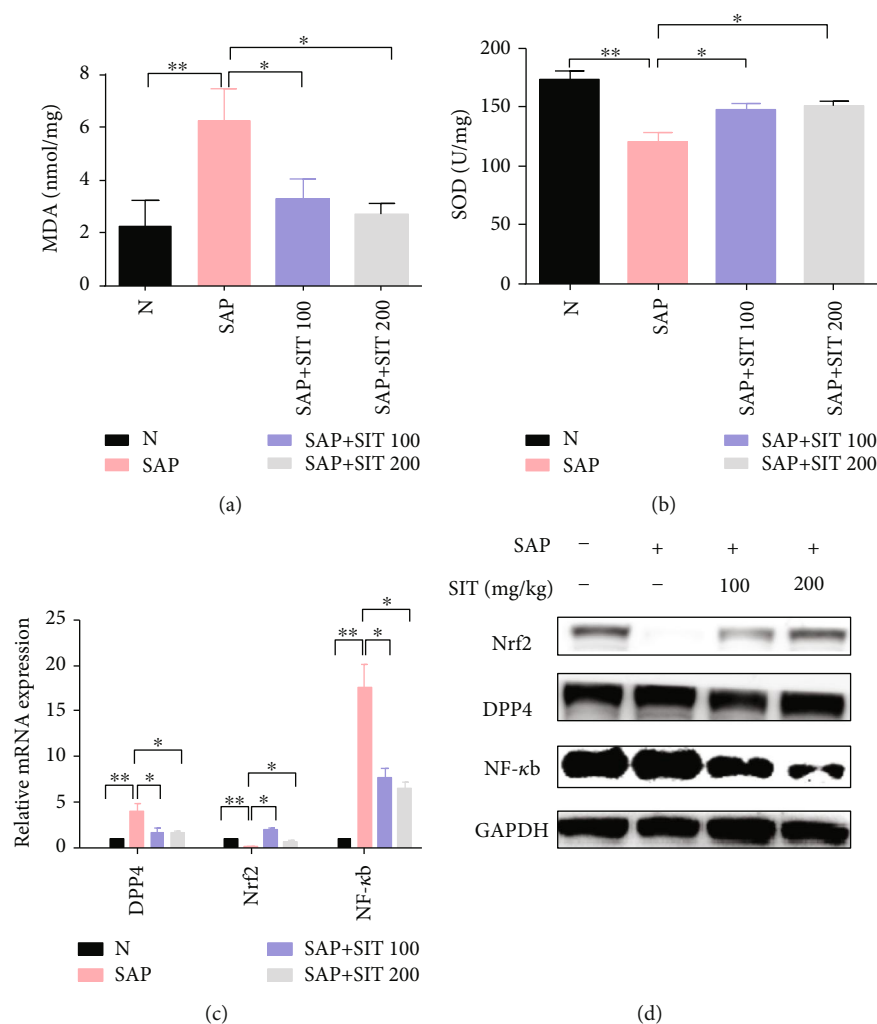 **
*
*
MDA (nmol/mg)
8
6
4
2
0
N
SAP
SAP+SIT 100
SAP+SIT 200
N
SAP
SAP+SIT 100
SAP+SIT 200
(a)
**
*
*
SOD (U/mg)
200
150
100
50
0
N
SAP
SAP+SIT 100
SAP+SIT 200
N
SAP
SAP+SIT 100
SAP+SIT 200
(b)
Relative mRNA expression
25
20
15
10
5
0
**
*
*
**
*
*
**
*
*
DPP4
Nrf2
NF-κb
N
SAP
SAP+SIT 100
SAP+SIT 200
(c)
SAP – + + +
SIT (mg/kg) – – 100 200
Nrf2
DPP4
NF-κb
GAPDH
(d)